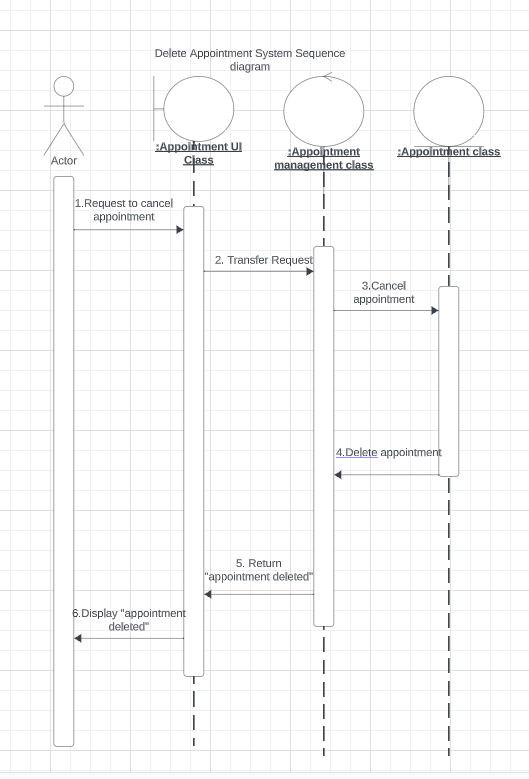 Delete Appointment System Sequence
diagram
:Appointment UI
Class
:Appointment
management class
:Appointment class
Actor
1.Request to cancel
appointment
2. Transfer Request
3.Cancel
appointment
4.Delete appointment
5. Return
"appointment deleted"
6.Display "appointment
deleted"